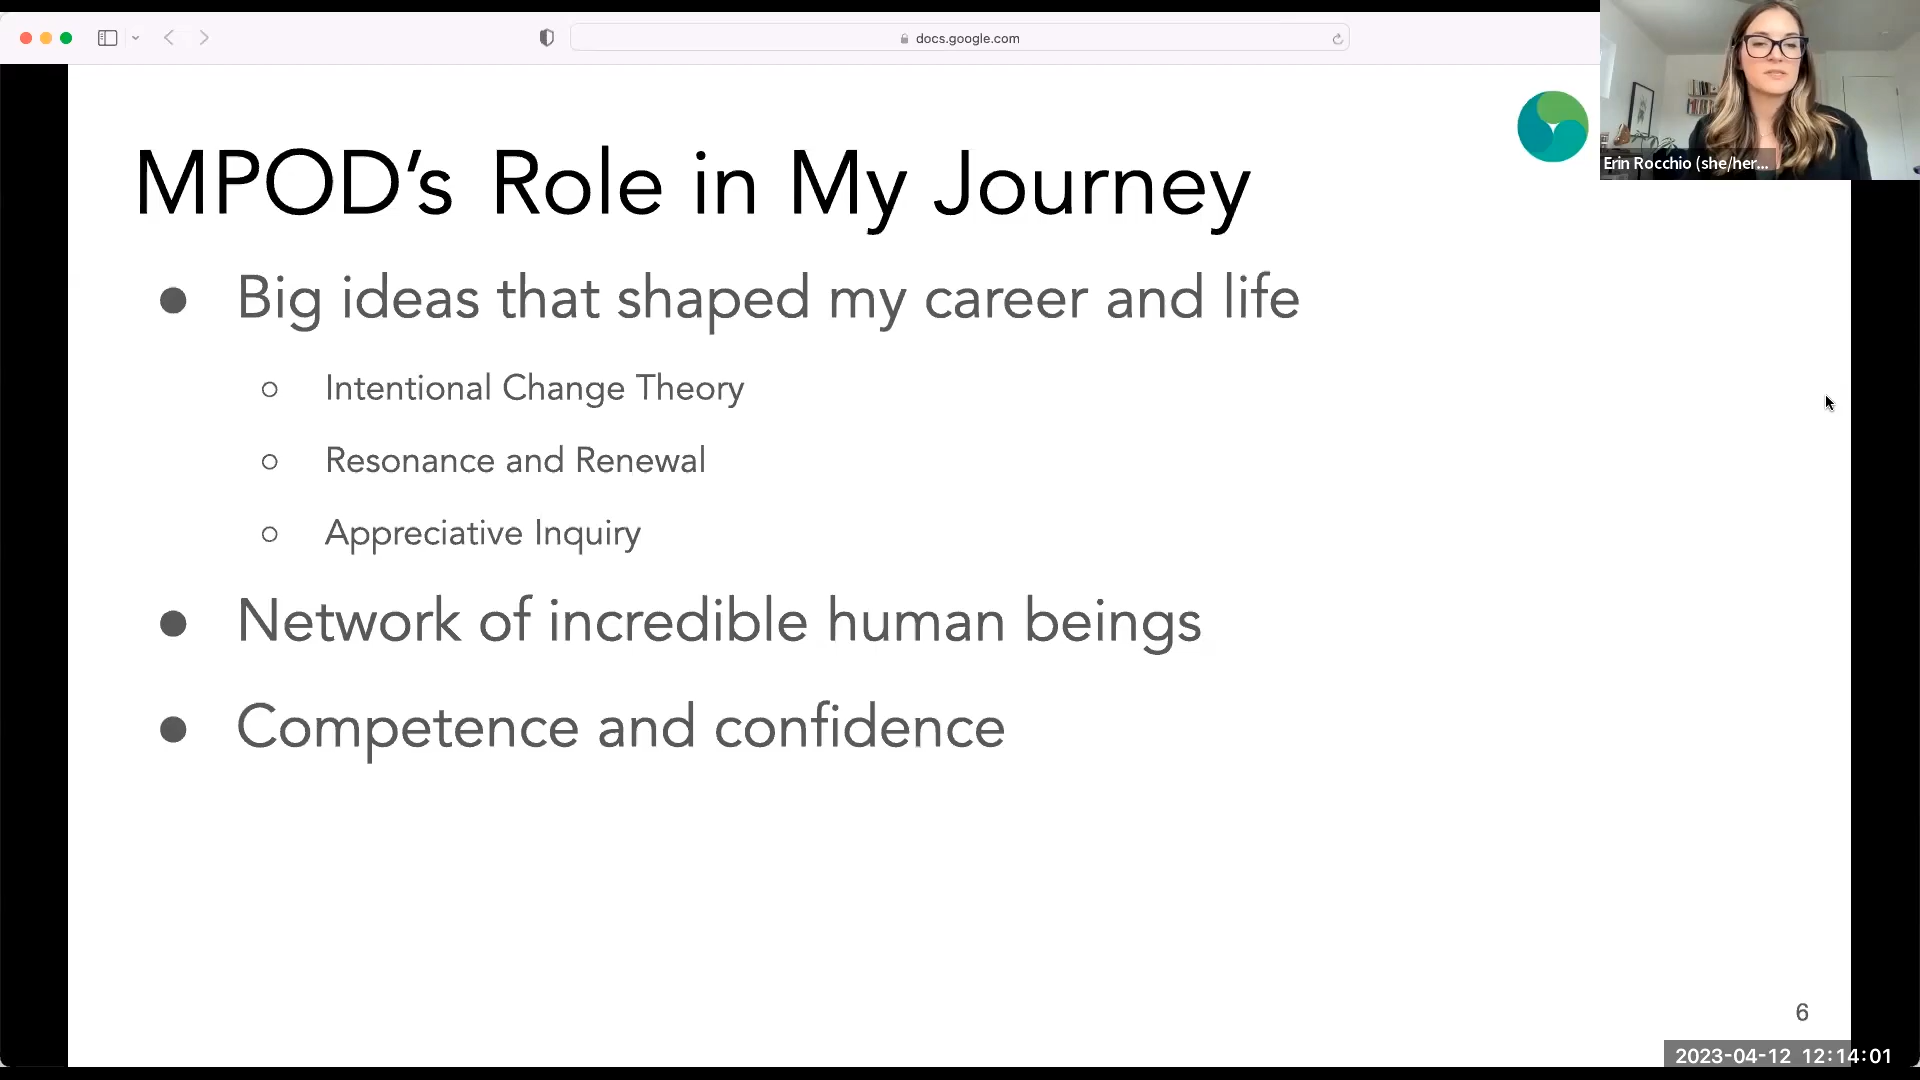 docs.google.com
Erin Rocchio (she/her...
MPOD’s Role in My Journey
● Big ideas that shaped my career and life
○ Intentional Change Theory
○ Resonance and Renewal
○ Appreciative Inquiry
● Network of incredible human beings
● Competence and confidence
6
2023-04-12 12:14:01